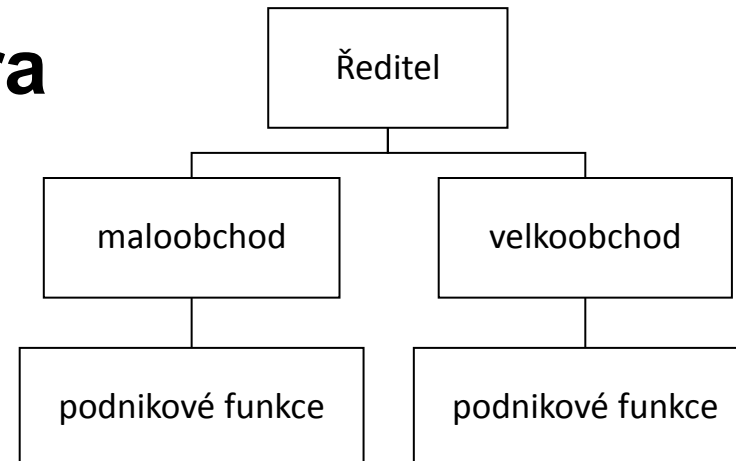 ra
Ředitel
maloobchod
velkoobchod
podnikové funkce
podnikové funkce